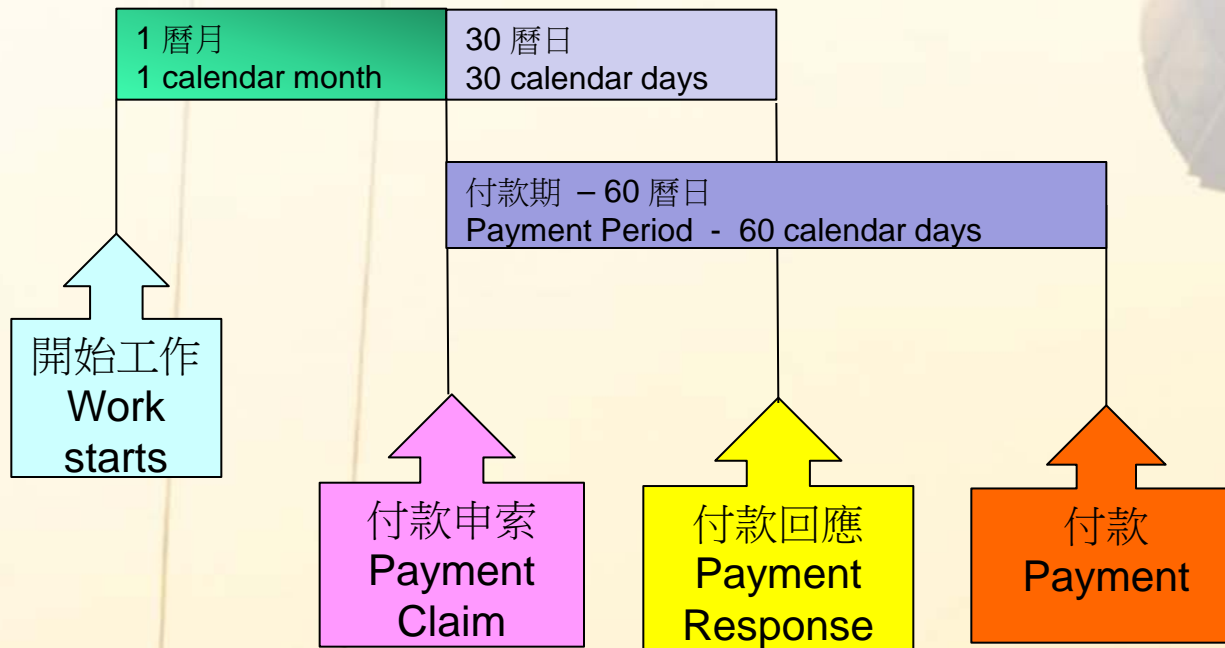 1 曆月
1 calendar month
30 曆日
30 calendar days
付款期 – 60 曆日
Payment Period - 60 calendar days
開始工作
Work
starts
付款申索
Payment
Claim
付款回應
Payment
Response
付款
Payment